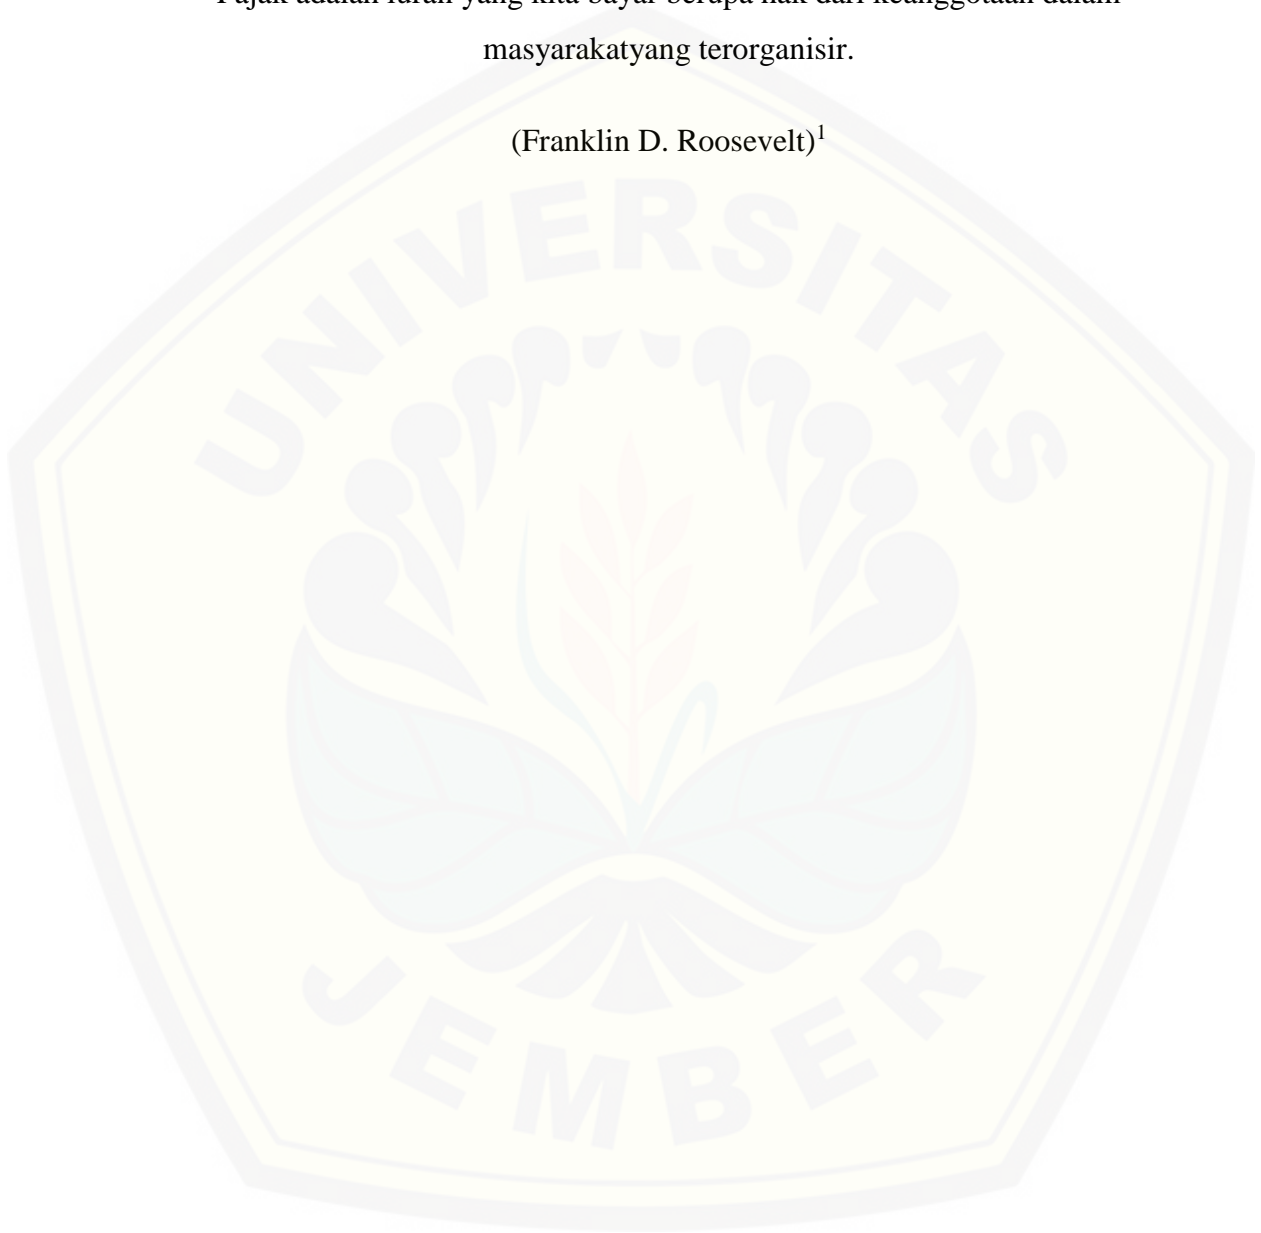 Pajak adalah iuran yang kita bayar berupa hak dari keanggotaan dalam
masyarakatyang terorganisir.
(Franklin D. Roosevelt)1
UNIVERSITAS
JEMBER